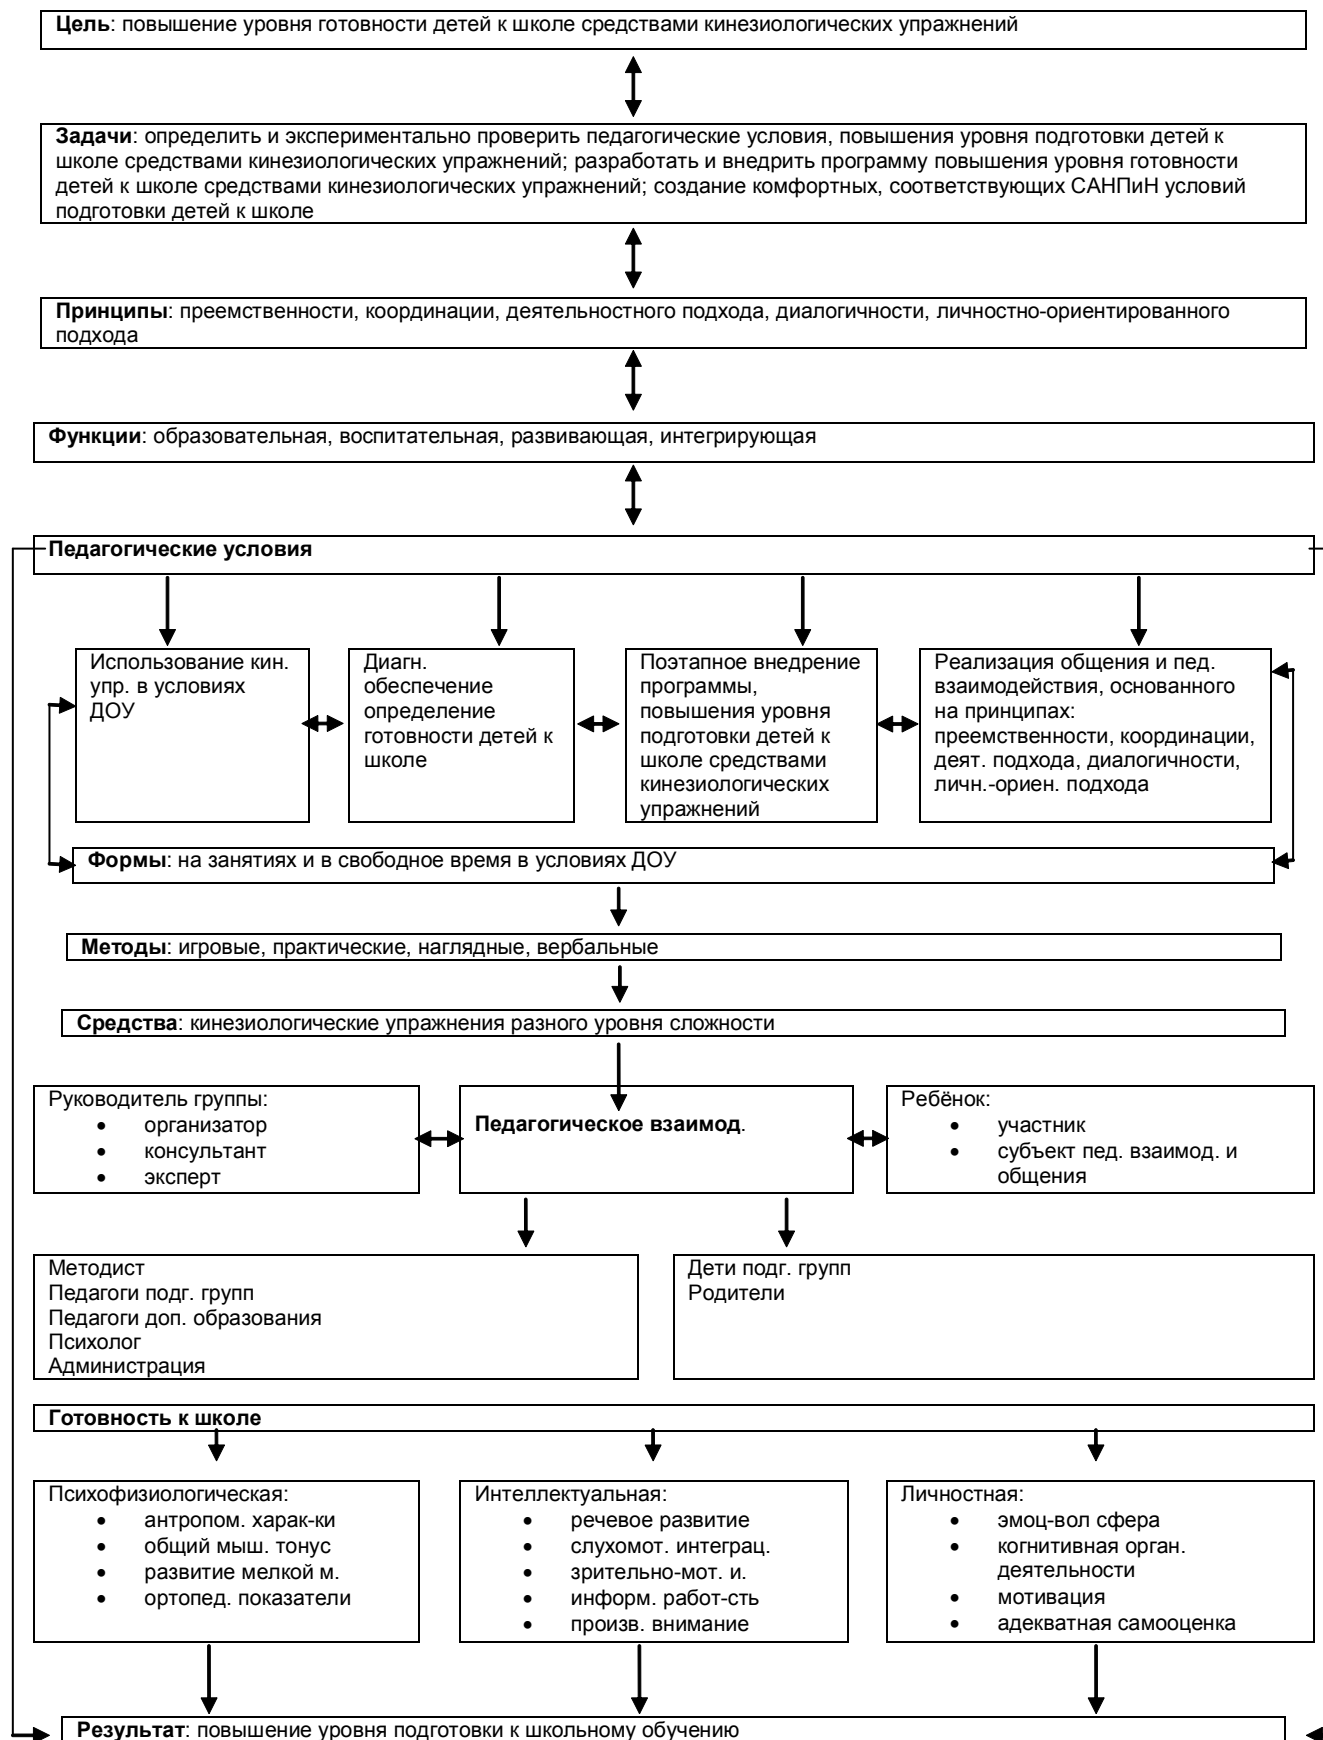 Цель: повышение уровня готовности детей к школе средствами кинезиологических упражнений
Задачи: определить и экспериментально проверить педагогические условия, повышения уровня подготовки детей к
школе средствами кинезиологических упражнений; разработать и внедрить программу повышения уровня готовности
детей к школе средствами кинезиологических упражнений; создание комфортных, соответствующих САНПиН условий
подготовки детей к школе
Принципы: преемственности, координации, деятельностного подхода, диалогичности, личностно-ориентированного
подхода
Функции: образовательная, воспитательная, развивающая, интегрирующая
Педагогические условия
Использование кин.
упр. в условиях
ДОУ
Диагн.
обеспечение
определение
готовности детей к
школе
Поэтапное внедрение
программы,
повышения уровня
подготовки детей к
школе средствами
кинезиологических
упражнений
Реализация общения и пед.
взаимодействия, основанного
на принципах:
преемственности, координации,
деят. подхода, диалогичности,
личн.-ориен. подхода
Формы: на занятиях и в свободное время в условиях ДОУ
Методы: игровые, практические, наглядные, вербальные
Средства: кинезиологические упражнения разного уровня сложности
Руководитель группы:
• организатор
• консультант
• эксперт
Педагогическое взаимод.
Ребёнок:
• участник
• субъект пед. взаимод. и
общения
Методист
Педагоги подг. групп
Педагоги доп. образования
Психолог
Администрация
Дети подг. групп
Родители
Готовность к школе
Психофизиологическая:
• антропом. харак-ки
• общий мыш. тонус
• развитие мелкой м.
• ортопед. показатели
Интеллектуальная:
• речевое развитие
• слухомот. интеграц.
• зрительно-мот. и.
• информ. работ-сть
• произв. внимание
Личностная:
• эмоц-вол сфера
• когнитивная орган.
деятельности
• мотивация
• адекватная самооценка
Результат: повышение уровня подготовки к школьному обучению